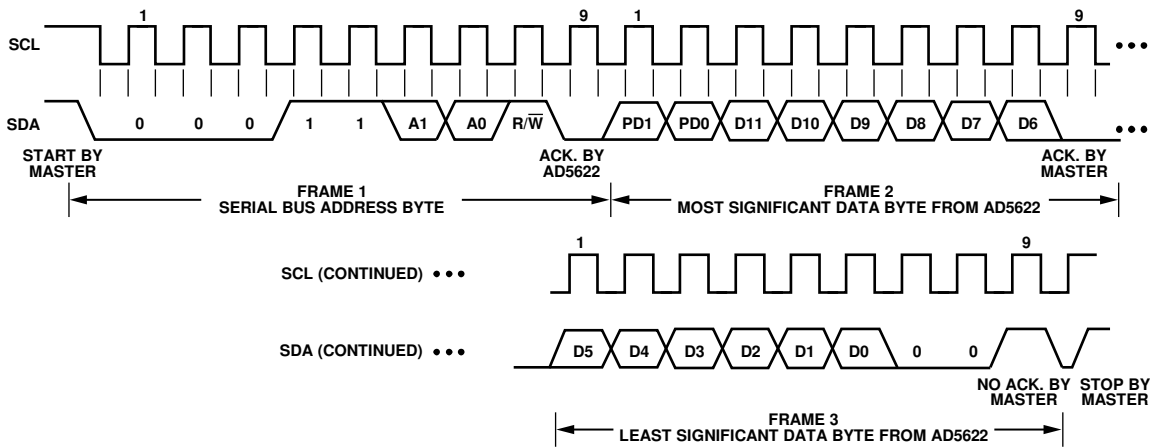 1 9 1 9
SCL
SDA 0 0 0 1 1 A1 A0 R/W̅ PD1 PD0 D11 D10 D9 D8 D7 D6
START BY
MASTER
ACK. BY
AD5622
ACK. BY
MASTER
FRAME 1
SERIAL BUS ADDRESS BYTE
FRAME 2
MOST SIGNIFICANT DATA BYTE FROM AD5622
1 9
SCL (CONTINUED)
SDA (CONTINUED) D5 D4 D3 D2 D1 D0 0 0
NO ACK. BY
MASTER
STOP BY
MASTER
FRAME 3
LEAST SIGNIFICANT DATA BYTE FROM AD5622